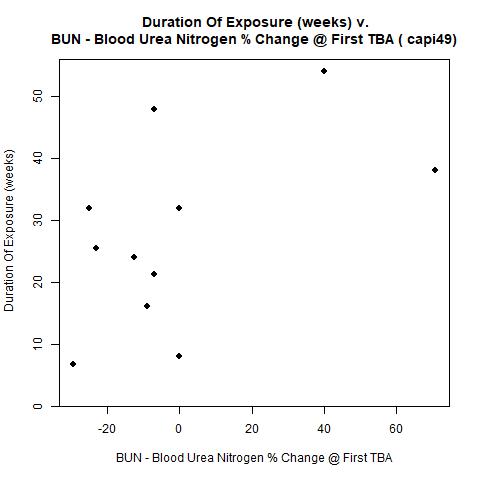 Duration Of Exposure (weeks) v.
BUN - Blood Urea Nitrogen % Change @ First TBA ( capi49)
Duration Of Exposure (weeks)
50
40
30
20
10
0
-20 0 20 40 60
BUN - Blood Urea Nitrogen % Change @ First TBA